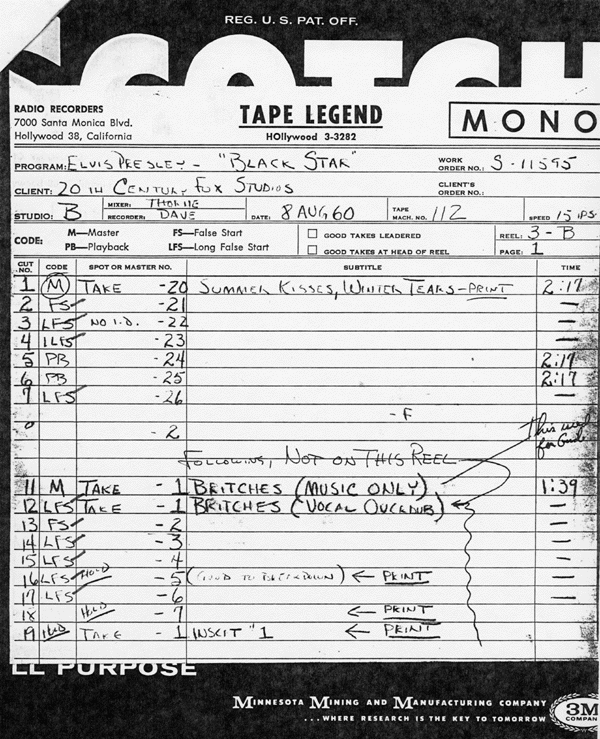 REG. U. S. PAT. OFF.
SCOTCH
RADIO RECORDERS
7000 Santa Monica Blvd.
Hollywood 38, California
TAPE LEGEND
HOllywood 3-3282
MONO
PROGRAM: ELVIS PRESLEY - "BLACK STAR" WORK ORDER NO.: S-11595
CLIENT: 20TH CENTURY FOX STUDIOS CLIENT'S ORDER NO.:
STUDIO: B MIXER: THORNE RECORDER: DAVE DATE: 8 AUG 60 TAPE MACH. NO. 112 SPEED 15 IPS.
CODE: M—Master FS—False Start GOOD TAKES LEADERED REEL: 3-B
PB—Playback LFS—Long False Start GOOD TAKES AT HEAD OF REEL PAGE: 1
CUT NO. CODE SPOT OR MASTER NO. SUBTITLE TIME
1 M TAKE -20 SUMMER KISSES, WINTER TEARS-PRINT 2:17
2 FS -21 —
3 LFS NO I.D. -22 —
4 LFS -23 —
5 PB -24 2:17
6 PB -25 2:17
7 LFS -26 —
-F
-2 This used for Guide
FOLLOWING, NOT ON THIS REEL
11 M TAKE -1 BRITCHES (MUSIC ONLY) 1:39
12 LFS TAKE -1 BRITCHES (VOCAL OVERDUB) —
13 FS -2 —
14 LFS -3 —
15 LFS -4 —
16 LFS HOLD -5 (GOOD TO BREAKDOWN) ← PRINT —
17 LFS -6 —
18 HOLD -7 ← PRINT
19 HOLD TAKE -1 INSERT #1 ← PRINT
LL PURPOSE
MINNESOTA MINING AND MANUFACTURING COMPANY
...WHERE RESEARCH IS THE KEY TO TOMORROW
3M
COMPAN